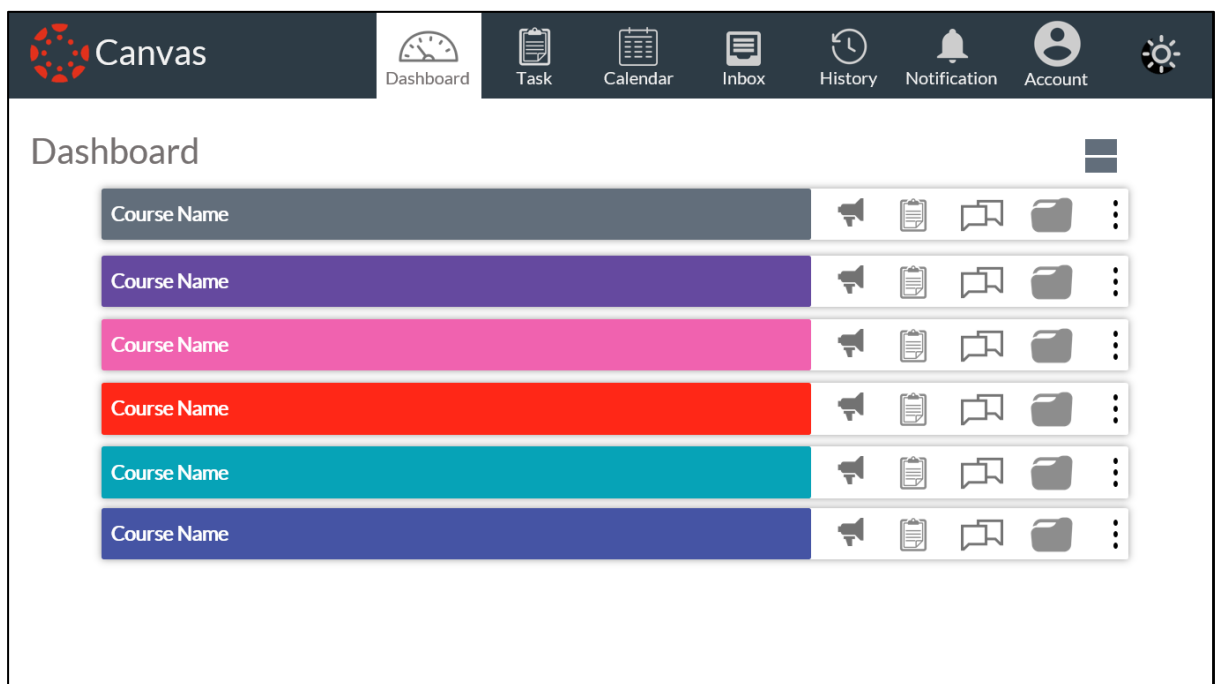 Canvas
Dashboard Task Calendar Inbox History Notification Account
Dashboard
Course Name
Course Name
Course Name
Course Name
Course Name
Course Name